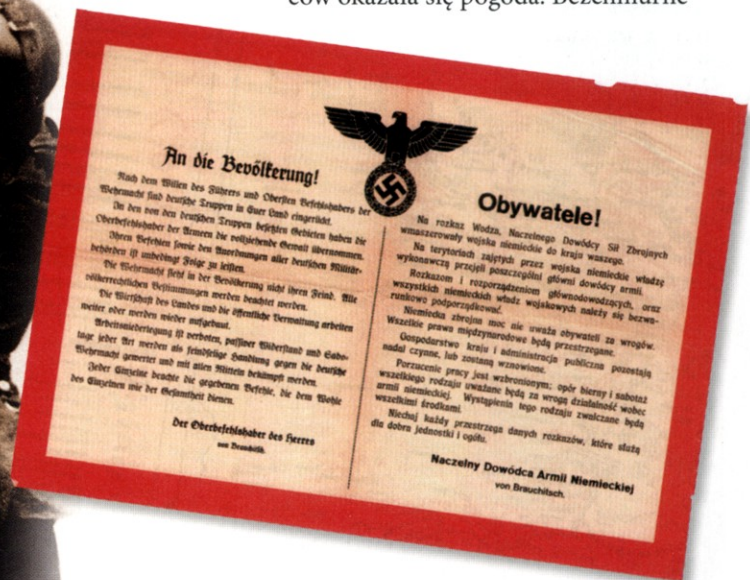 ców okazała się pogoda. Bezchmurne
An die Bevölkerung!
Nach dem Willen des Führers und Obersten Befehlshabers der
Wehrmacht sind deutsche Truppen in Euer Land eingerückt.
In den von den deutschen Truppen besetzten Gebieten haben die
Oberbefehlshaber der Armeen die vollziehende Gewalt übernommen.
Ihren Befehlen sowie den Anordnungen aller deutschen Militär-
behörden ist unbedingt Folge zu leisten.
Die Wehrmacht sieht in der Bevölkerung nicht ihren Feind. Alle
völkerrechtlichen Bestimmungen werden beachtet werden.
Die Wirtschaft des Landes und die öffentliche Verwaltung arbeiten
weiter oder werden wieder aufgebaut.
Arbeitsniederlegung ist verboten, passiver Widerstand und Sabo-
tage jeder Art werden als feindselige Handlung gegen die deutsche
Wehrmacht gewertet und mit allen Mitteln bekämpft werden.
Jeder Einzelne beachte die gegebenen Befehle, die dem Wohle
des Einzelnen wie der Gesamtheit dienen.
Der Oberbefehlshaber des Heeres
von Brauchitsch.
Obywatele!
Na rozkaz Wodza, Naczelnego Dowódcy Sił Zbrojnych
wmaszerowały wojska niemieckie do kraju waszego.
Na terytoriach zajętych przez wojska niemieckie władzę
wykonawczą przejęli poszczególni główni dowódcy armii.
Rozkazom i rozporządzeniom głównodowodzących, oraz
wszystkich niemieckich władz wojskowych należy się bezwa-
runkowo podporządkować.
Niemiecka zbrojna moc nie uważa obywateli za wrogów.
Wszelkie prawa międzynarodowe będą przestrzegane.
Gospodarstwo kraju i administracja publiczna pozostają
nadal czynne, lub zostaną wznowione.
Porzucenie pracy jest wzbronionym; opór bierny i sabotaż
wszelkiego rodzaju uważane będą za wrogą działalność wobec
armii niemieckiej. Wystąpienia tego rodzaju zwalczane będą
wszelkimi środkami.
Niechaj każdy przestrzega danych rozkazów, które służą
dla dobra jednostki i ogółu.
Naczelny Dowódca Armii Niemieckiej
von Brauchitsch.